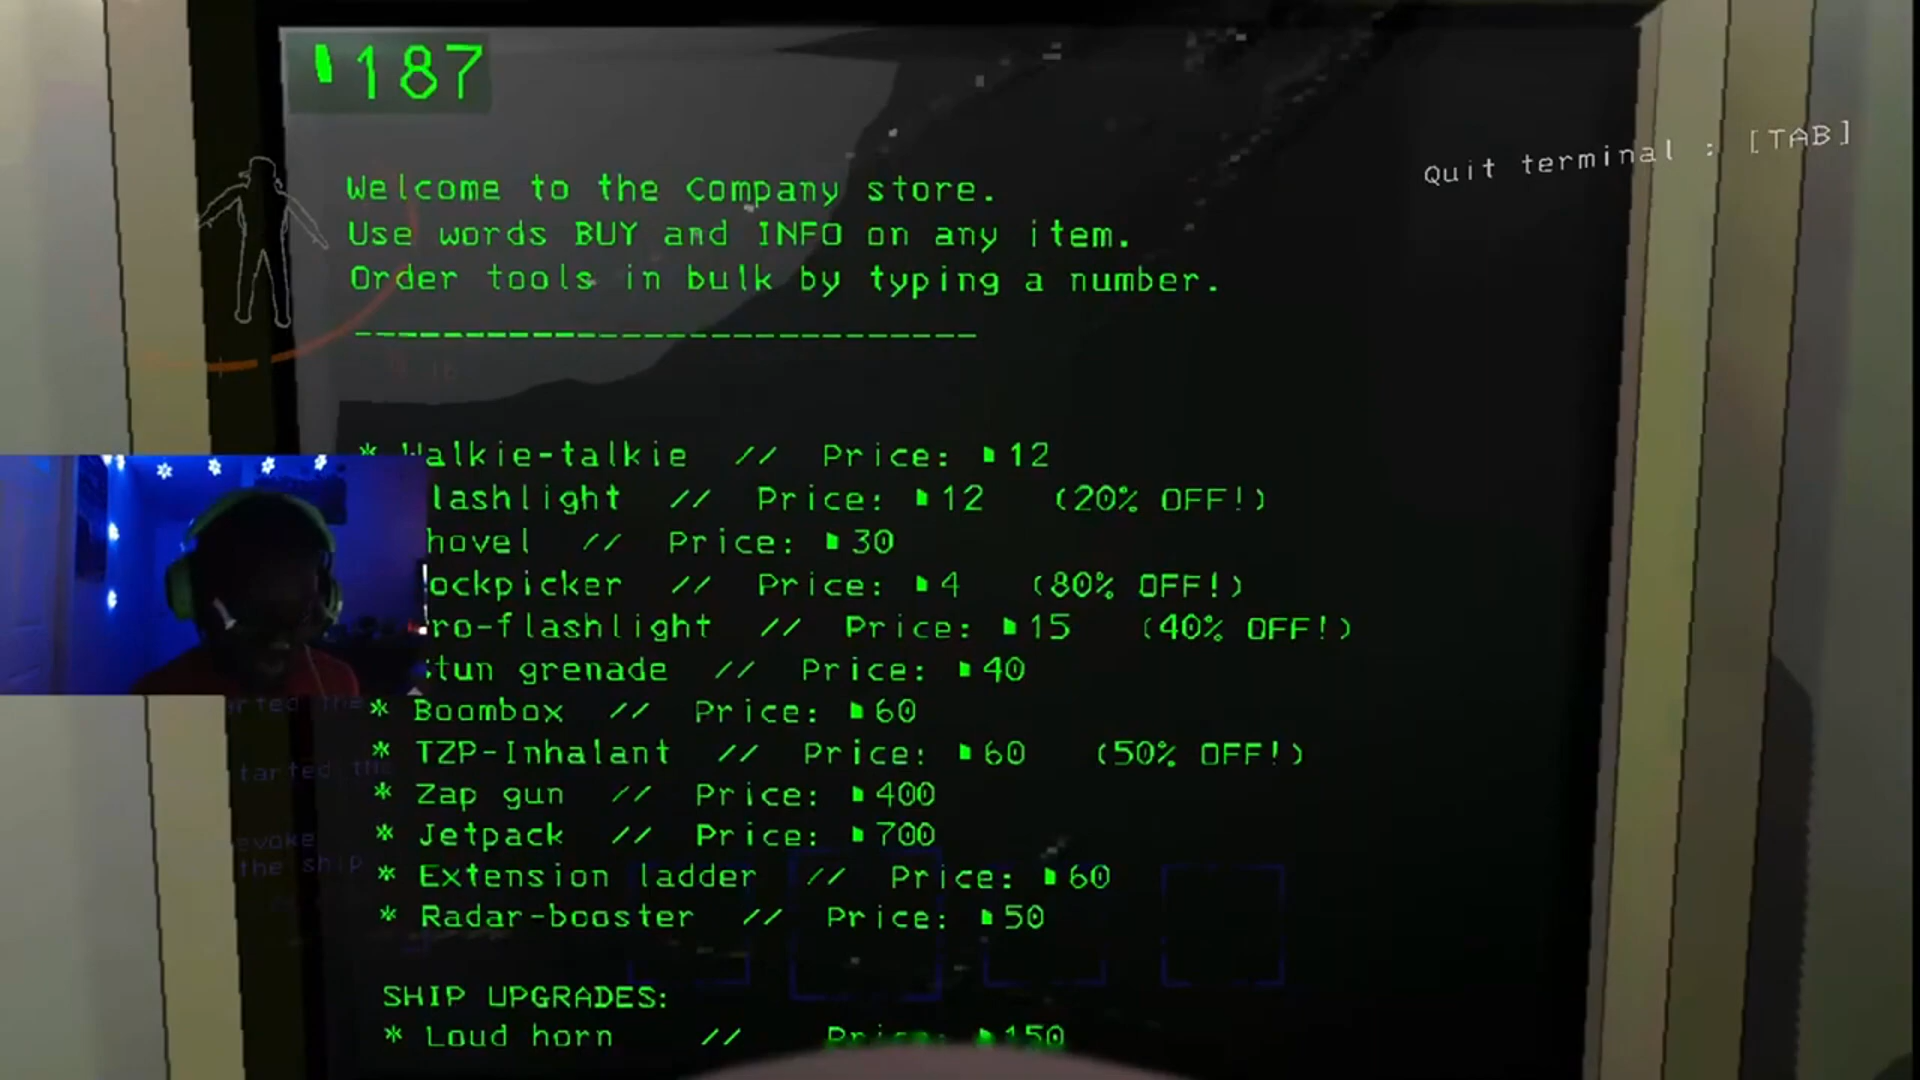 187
Quit terminal : [TAB]
Welcome to the Company store.
Use words BUY and INFO on any item.
Order tools in bulk by typing a number.
----------------------------
* Walkie-talkie // Price: 12
lashlight // Price: 12 (20% OFF!)
hovel // Price: 30
ockpicker // Price: 4 (80% OFF!)
ro-flashlight // Price: 15 (40% OFF!)
tun grenade // Price: 40
* Boombox // Price: 60
* TZP-Inhalant // Price: 60 (50% OFF!)
* Zap gun // Price: 400
* Jetpack // Price: 700
* Extension ladder // Price: 60
* Radar-booster // Price: 50
SHIP UPGRADES:
* Loud horn // Price: 150